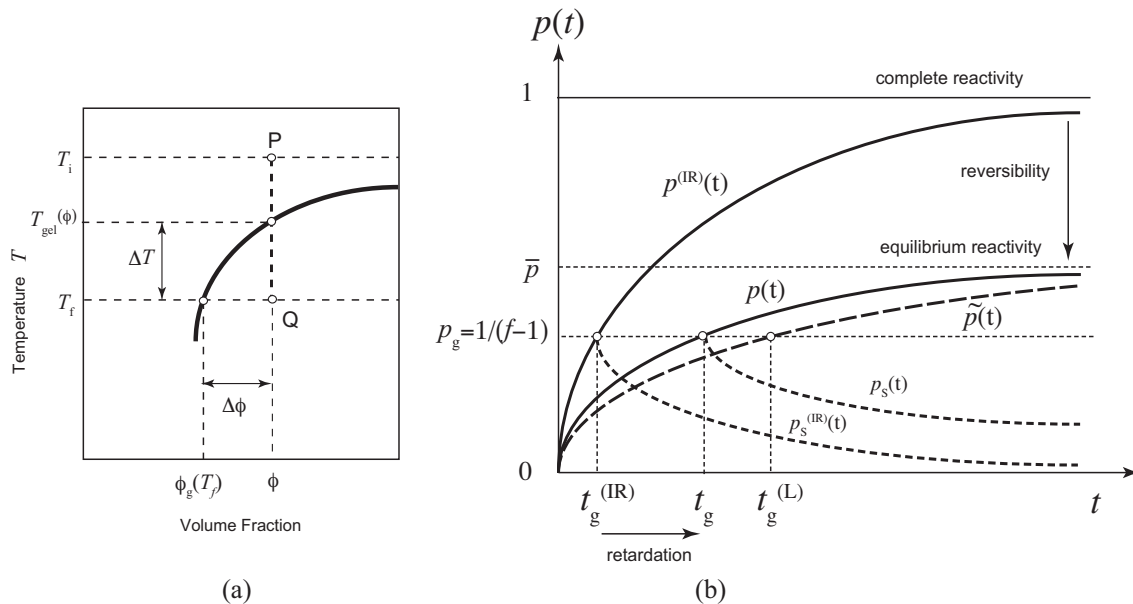 P
T_i
T_gel(ϕ)
ΔT
T_f
Q
Temperature T
Δϕ
ϕ_g(T_f)
ϕ
Volume Fraction
(a)
p(t)
complete reactivity
1
p^(IR)(t)
reversibility
equilibrium reactivity
p̄
p(t)
p̃(t)
p_g=1/(f−1)
p_S(t)
p_S^(IR)(t)
0
t_g^(IR)
t_g
t_g^(L)
t
retardation
(b)